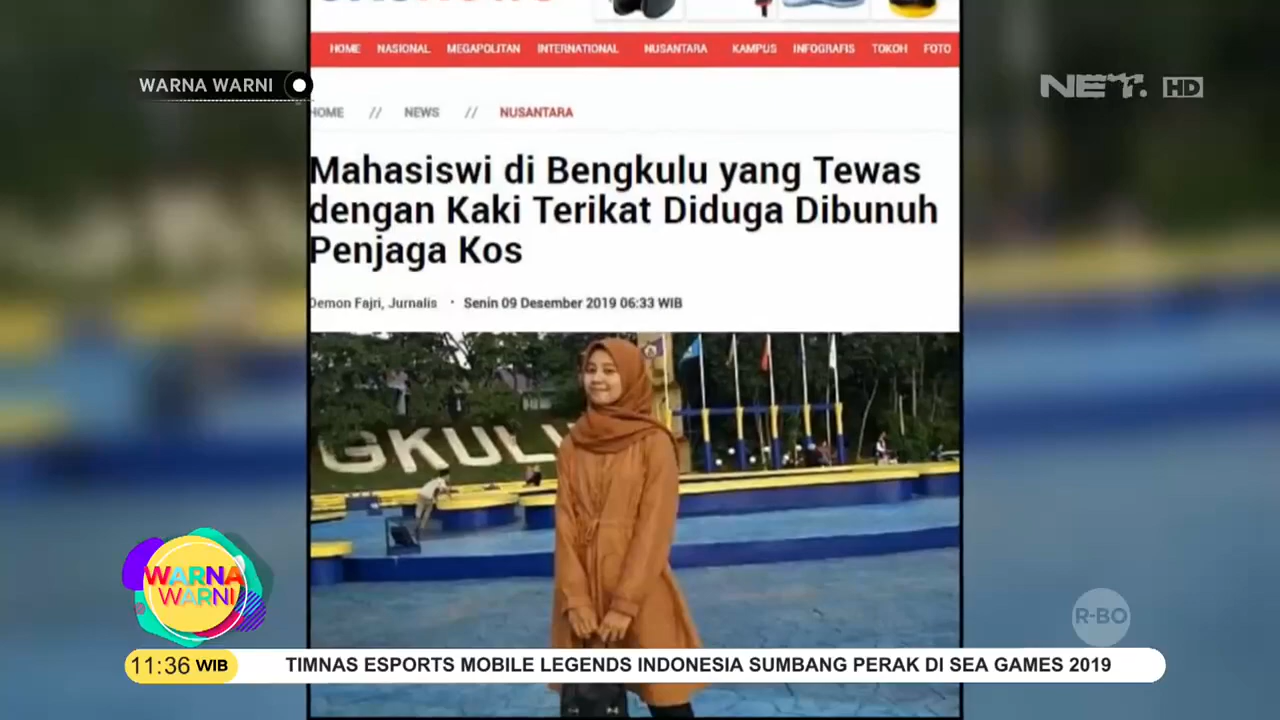 HOME NASIONAL MEGAPOLITAN INTERNATIONAL NUSANTARA KAMPUS INFOGRAFIS TOKOH FOTO
WARNA WARNI
NET. HD
HOME // NEWS // NUSANTARA
Mahasiswi di Bengkulu yang Tewas
dengan Kaki Terikat Diduga Dibunuh
Penjaga Kos
Demon Fajri, Jurnalis · Senin 09 Desember 2019 06:33 WIB
GKULU
WARNA
WARNI
R-BO
11:36 WIB
TIMNAS ESPORTS MOBILE LEGENDS INDONESIA SUMBANG PERAK DI SEA GAMES 2019